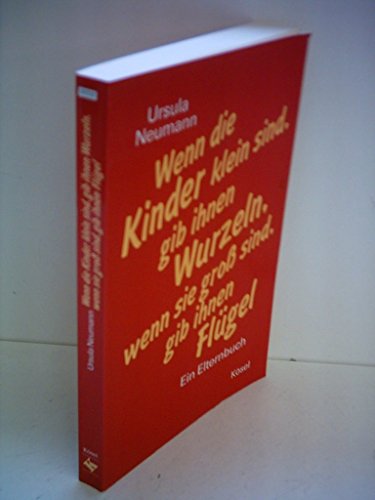 Ursula
Neumann
Wenn die
Kinder klein sind,
gib ihnen
Wurzeln,
wenn sie groß sind,
gib ihnen
Flügel
Ein Elternbuch
Kösel
Ursula Neumann
Wenn die Kinder klein sind, gib ihnen Wurzeln,
wenn sie groß sind, gib ihnen Flügel
Kösel